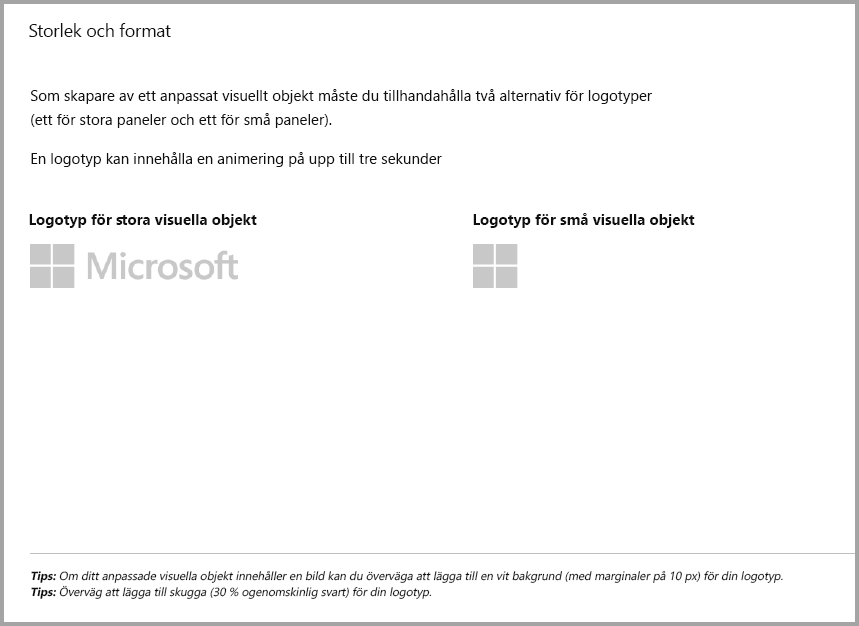 Storlek och format
Som skapare av ett anpassat visuellt objekt måste du tillhandahålla två alternativ för logotyper
(ett för stora paneler och ett för små paneler).
En logotyp kan innehålla en animering på upp till tre sekunder
Logotyp för stora visuella objekt
Logotyp för små visuella objekt
Microsoft
Tips: Om ditt anpassade visuella objekt innehåller en bild kan du överväga att lägga till en vit bakgrund (med marginaler på 10 px) för din logotyp.
Tips: Överväg att lägga till skugga (30 % ogenomskinlig svart) för din logotyp.